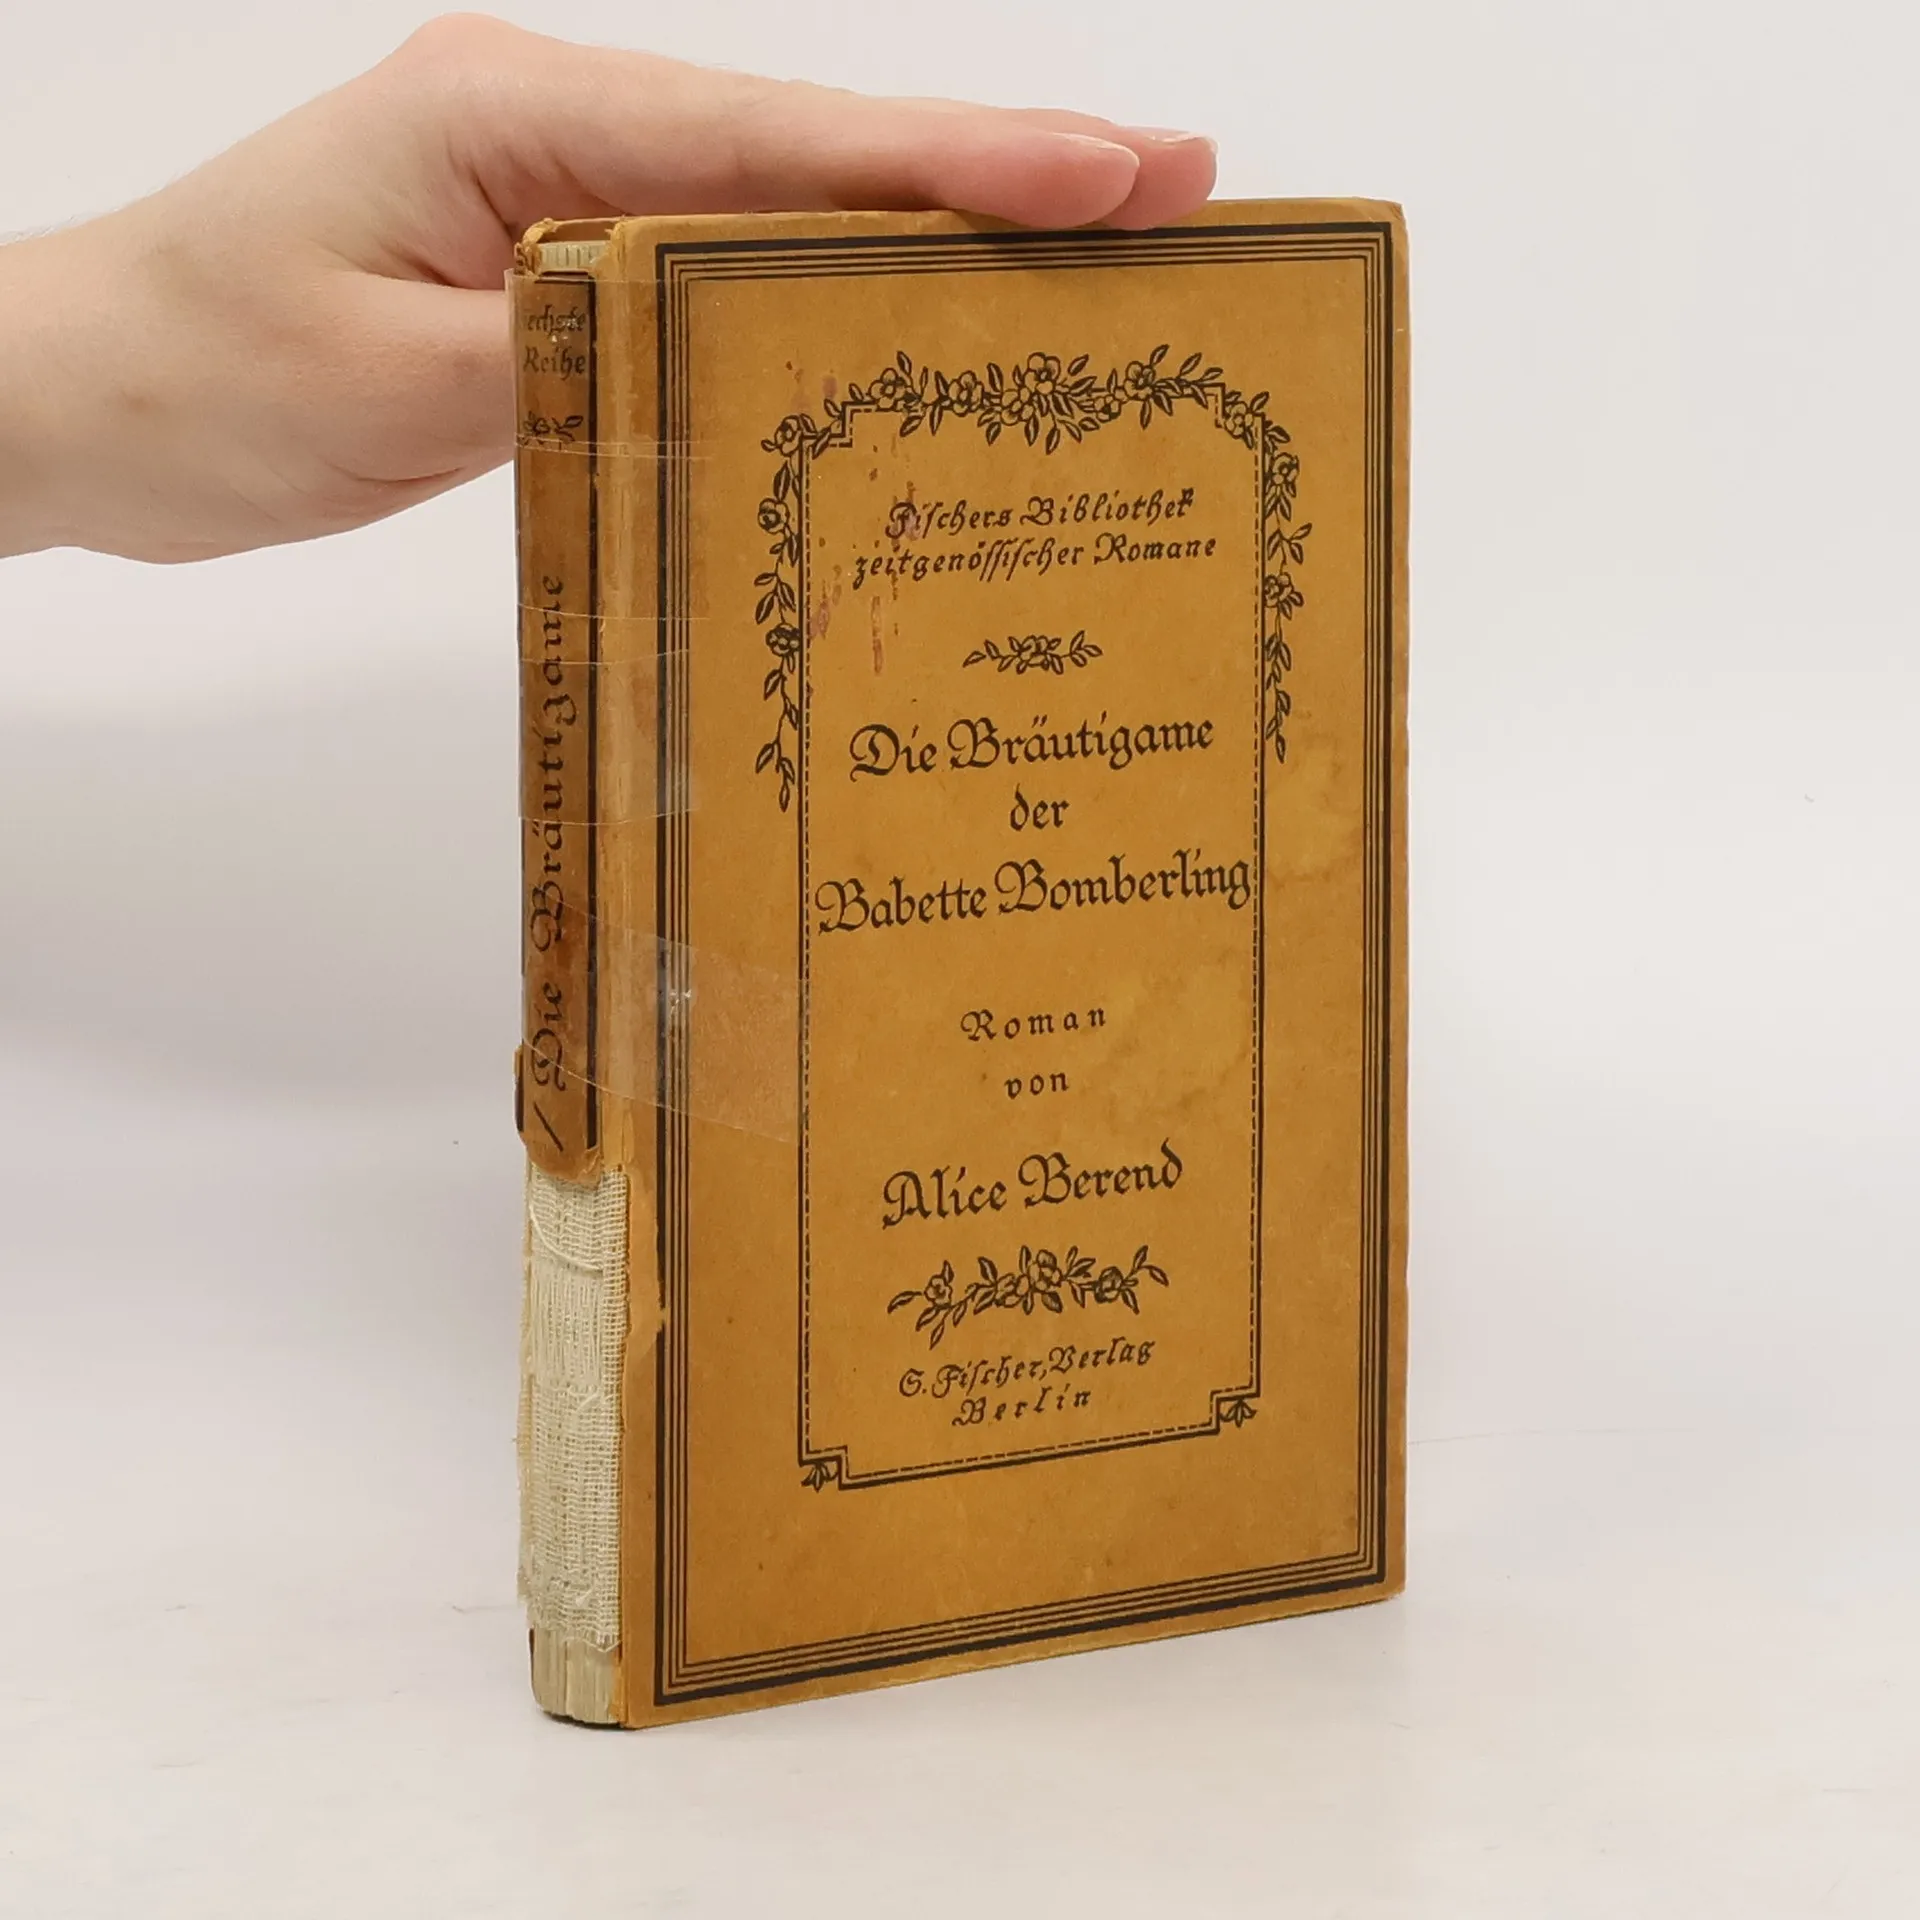 Sechste
Reihe
/ Die Bräutigame
Fiſchers Bibliothek
zeitgenöſſiſcher Romane
Die Bräutigame
der
Babette Bomberling
Roman
von
Alice Berend
S. Fiſcher, Verlag
Berlin